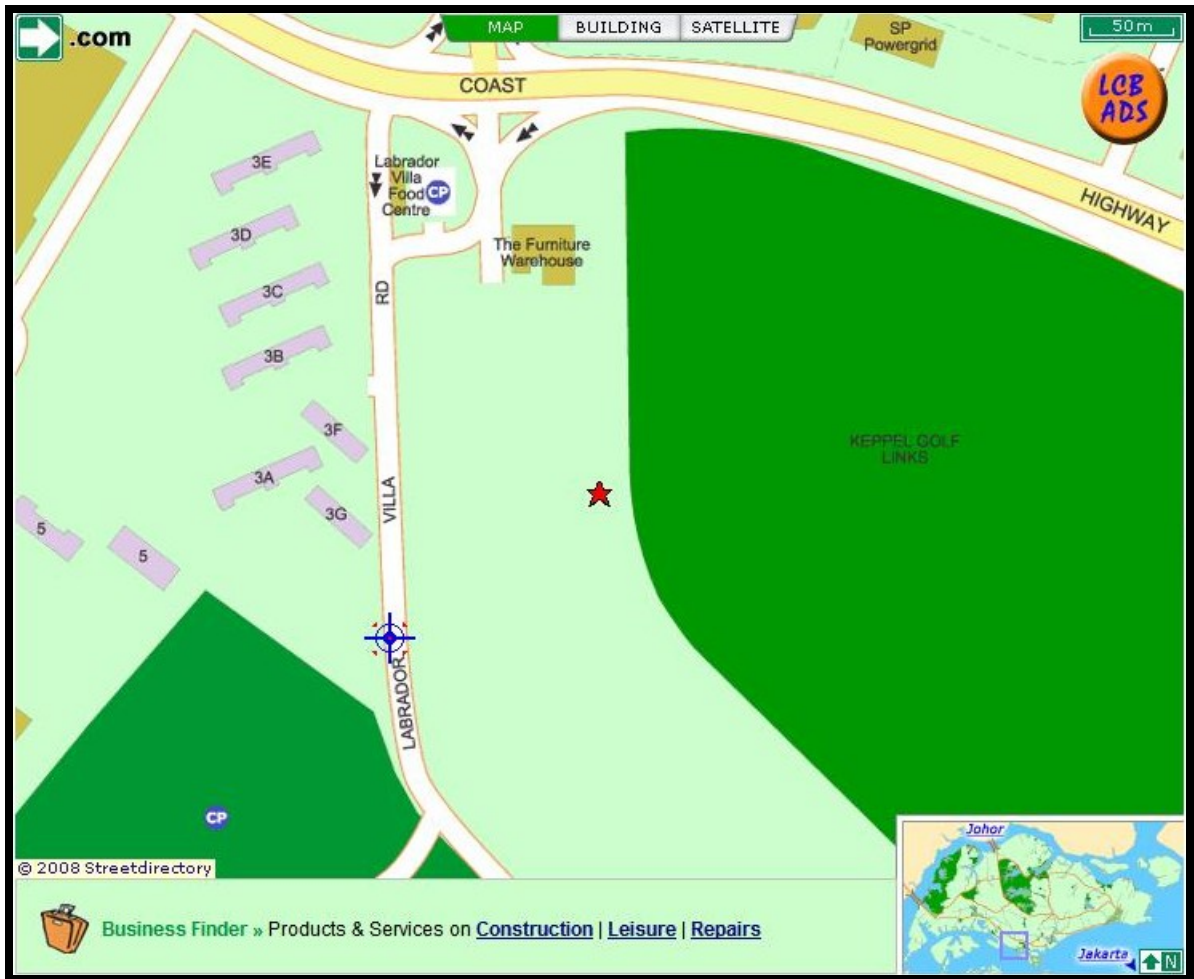 .com
MAP
BUILDING
SATELLITE
50m
SP
Powergrid
LCB
ADS
COAST
HIGHWAY
3E
Labrador
Villa
Food
Centre
CP
3D
The Furniture
Warehouse
3C
RD
3B
3F
KEPPEL GOLF
LINKS
3A
VILLA
3G
5
5
LABRADOR
CP
© 2008 Streetdirectory
Business Finder » Products & Services on Construction | Leisure | Repairs
Johor
Jakarta
N